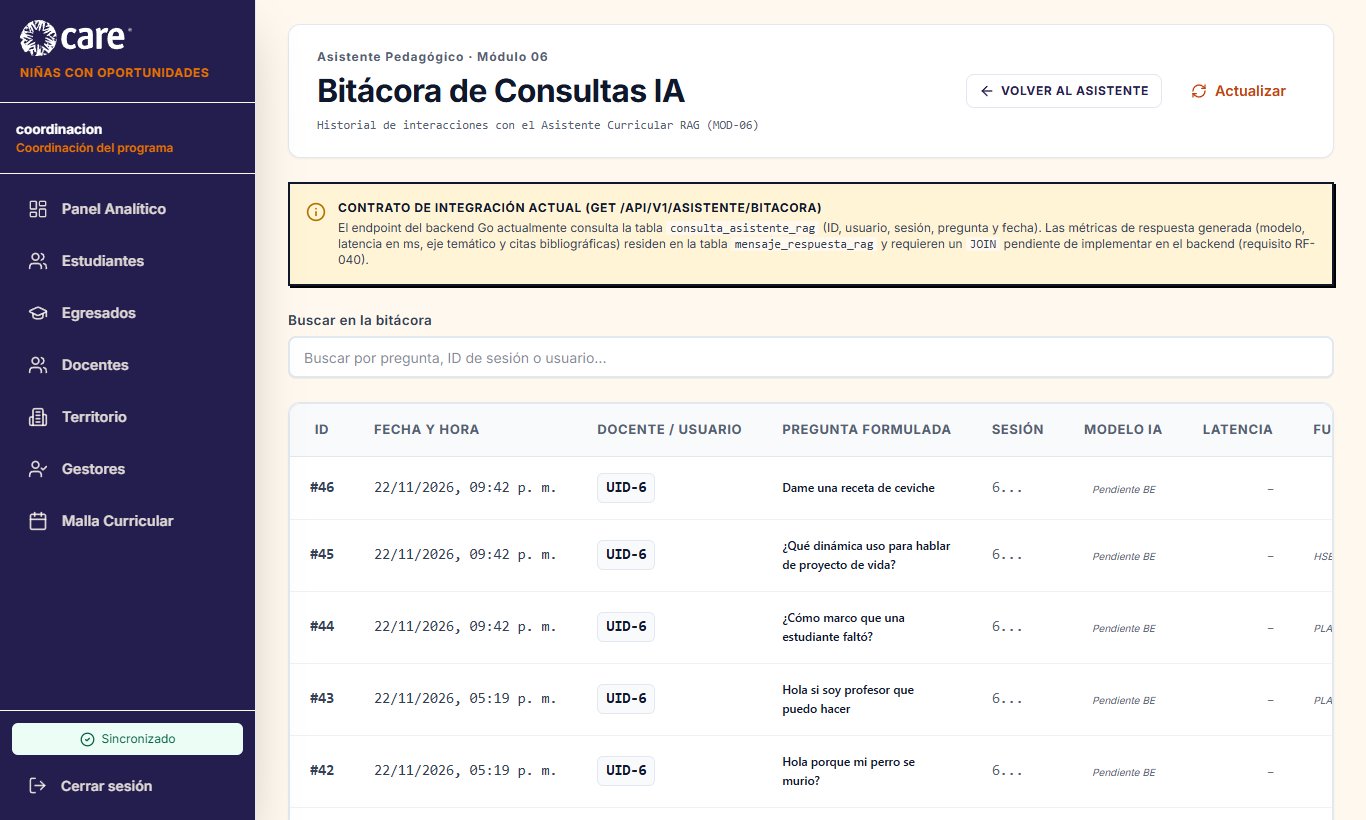 care
NIÑAS CON OPORTUNIDADES
coordinacion
Coordinación del programa
Panel Analítico
Estudiantes
Egresados
Docentes
Territorio
Gestores
Malla Curricular
Sincronizado
Cerrar sesión
Asistente Pedagógico · Módulo 06
Bitácora de Consultas IA
Historial de interacciones con el Asistente Curricular RAG (MOD-06)
VOLVER AL ASISTENTE
Actualizar
CONTRATO DE INTEGRACIÓN ACTUAL (GET /API/V1/ASISTENTE/BITACORA)
El endpoint del backend Go actualmente consulta la tabla consulta_asistente_rag (ID, usuario, sesión, pregunta y fecha). Las métricas de respuesta generada (modelo,
latencia en ms, eje temático y citas bibliográficas) residen en la tabla mensaje_respuesta_rag y requieren un JOIN pendiente de implementar en el backend (requisito RF-
040).
Buscar en la bitácora
Buscar por pregunta, ID de sesión o usuario...
ID FECHA Y HORA DOCENTE / USUARIO PREGUNTA FORMULADA SESIÓN MODELO IA LATENCIA FU
#46 22/11/2026, 09:42 p. m. UID-6 Dame una receta de ceviche 6... Pendiente BE –
#45 22/11/2026, 09:42 p. m. UID-6 ¿Qué dinámica uso para hablar 6... Pendiente BE – HSE
de proyecto de vida?
#44 22/11/2026, 09:42 p. m. UID-6 ¿Cómo marco que una 6... Pendiente BE – PLA
estudiante faltó?
#43 22/11/2026, 05:19 p. m. UID-6 Hola si soy profesor que 6... Pendiente BE – PLA
puedo hacer
#42 22/11/2026, 05:19 p. m. UID-6 Hola porque mi perro se 6... Pendiente BE –
murio?